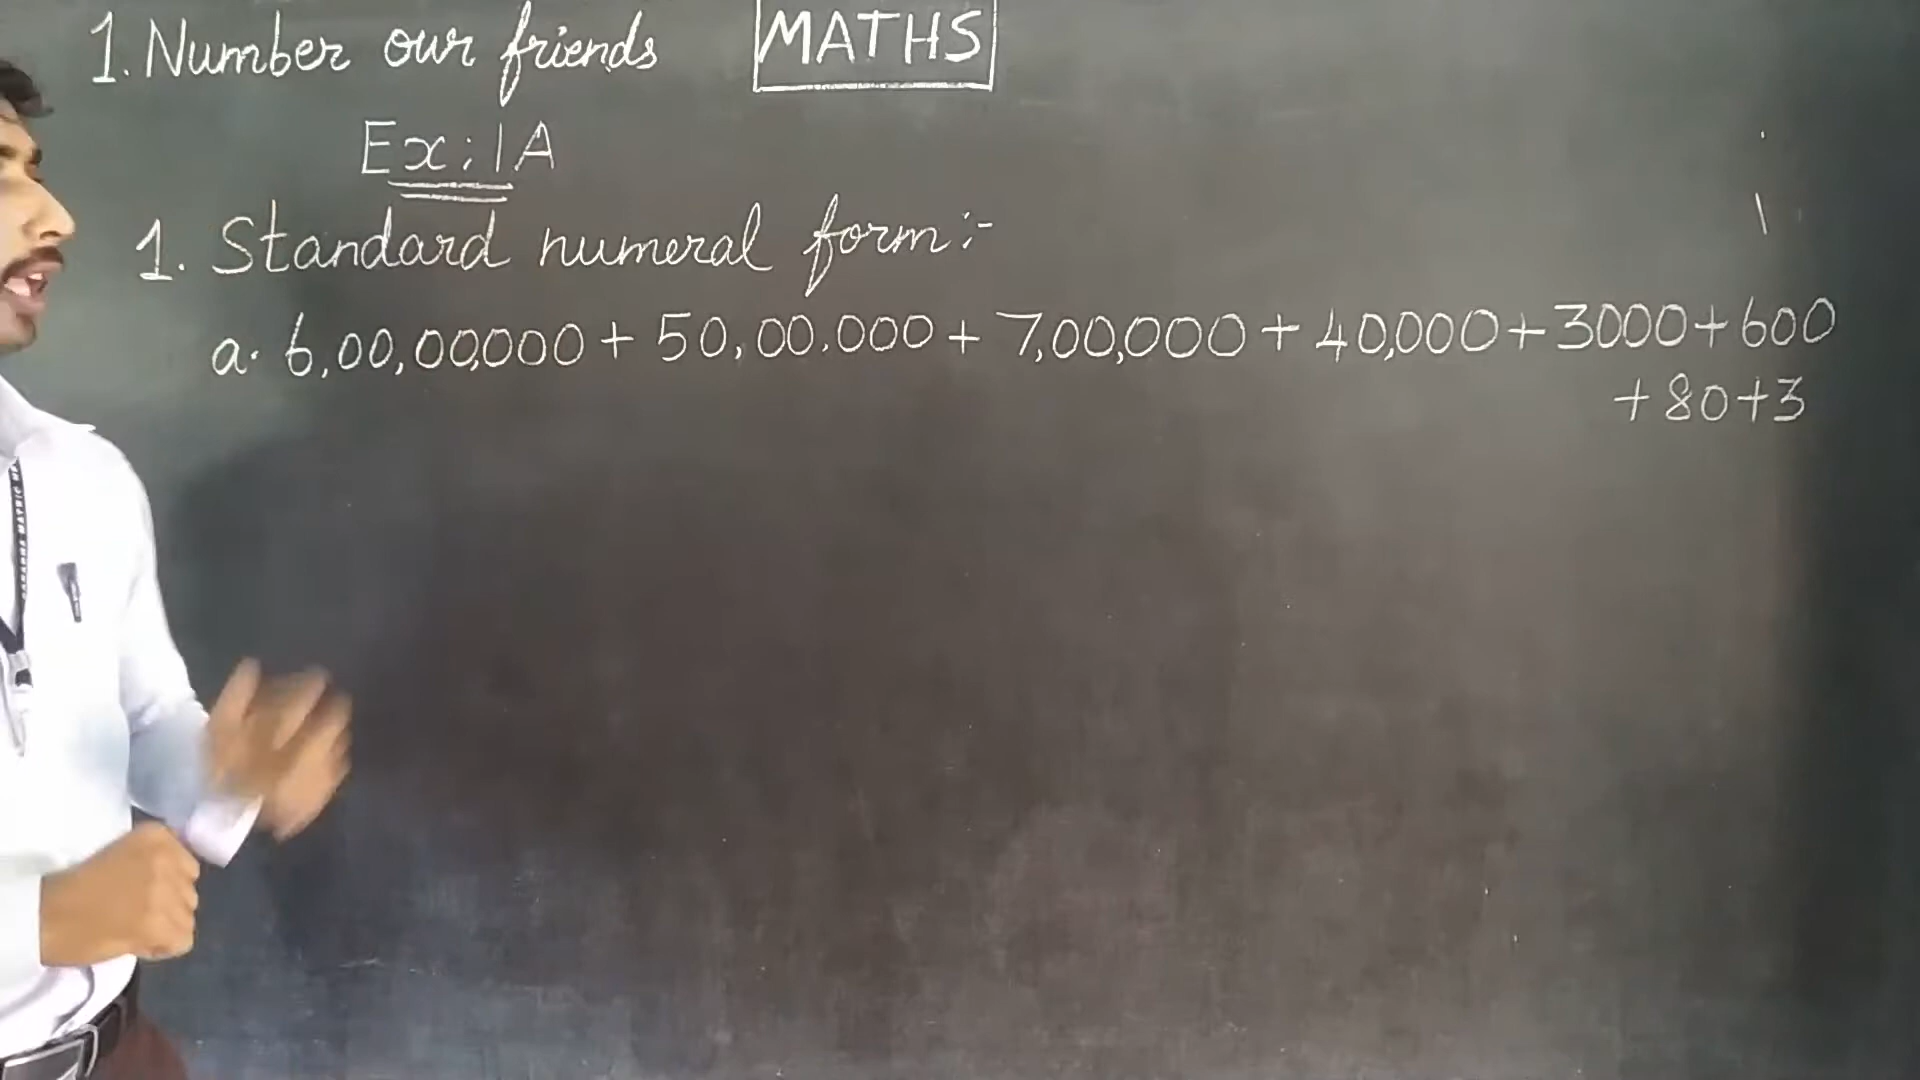 1. Number our friends MATHS
Ex: 1A
1. Standard numeral form:-
a. 6,00,00,000 + 50,00,000 + 7,00,000 + 40,000 + 3000 + 600
+ 80 + 3